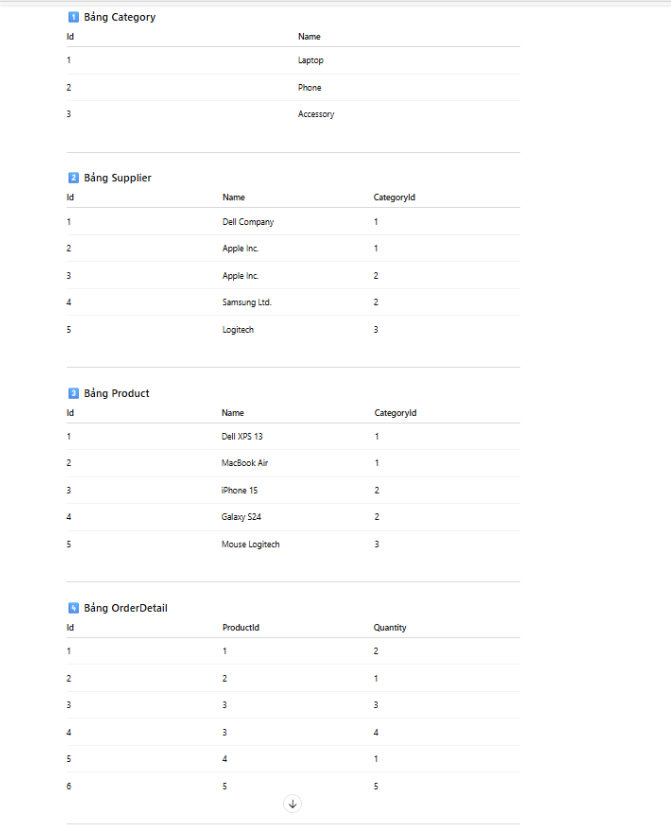 1 Bảng Category
Id Name
1 Laptop
2 Phone
3 Accessory
2 Bảng Supplier
Id Name CategoryId
1 Dell Company 1
2 Apple Inc. 1
3 Apple Inc. 2
4 Samsung Ltd. 2
5 Logitech 3
3 Bảng Product
Id Name CategoryId
1 Dell XPS 13 1
2 MacBook Air 1
3 iPhone 15 2
4 Galaxy S24 2
5 Mouse Logitech 3
4 Bảng OrderDetail
Id ProductId Quantity
1 1 2
2 2 1
3 3 3
4 3 4
5 4 1
6 5 5